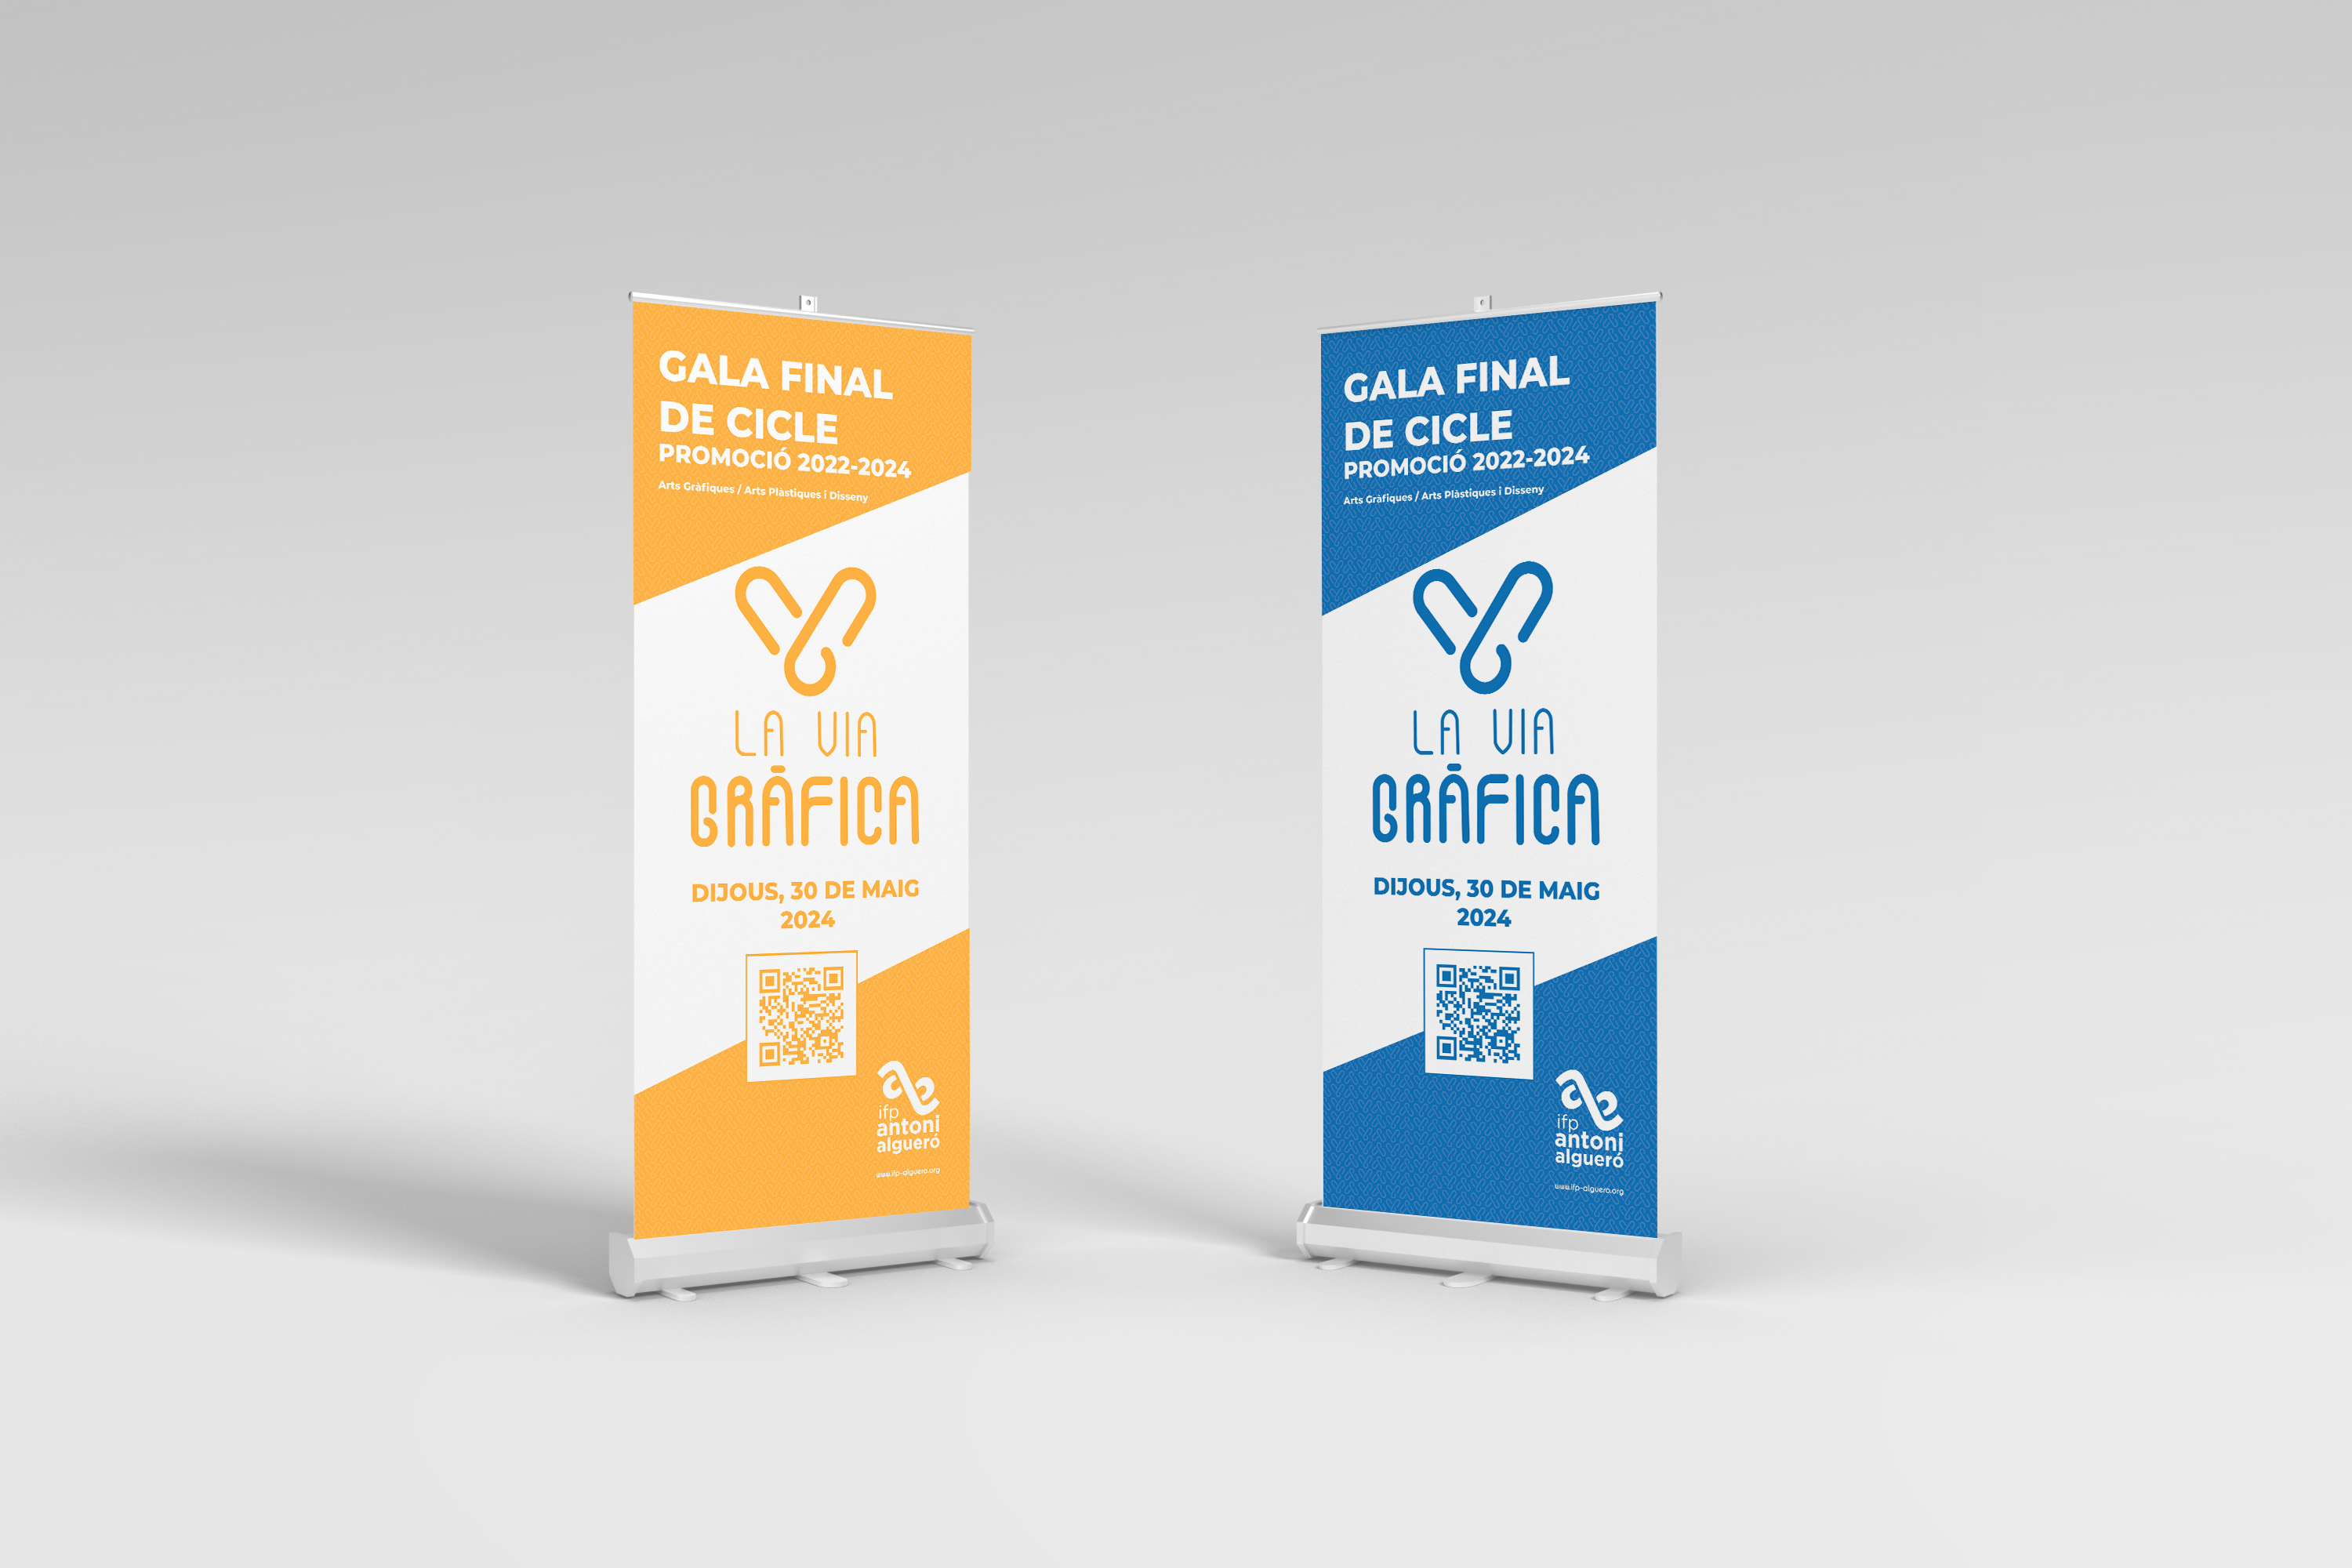 GALA FINAL
DE CICLE
PROMOCIÓ 2022-2024
Arts Gràfiques / Arts Plàstiques i Disseny
LA VIA
GRÀFICA
DIJOUS, 30 DE MAIG
2024
ifp
antoni
algueró
www.ifp-alguero.org
GALA FINAL
DE CICLE
PROMOCIÓ 2022-2024
Arts Gràfiques / Arts Plàstiques i Disseny
LA VIA
GRÀFICA
DIJOUS, 30 DE MAIG
2024
ifp
antoni
algueró
www.ifp-alguero.org